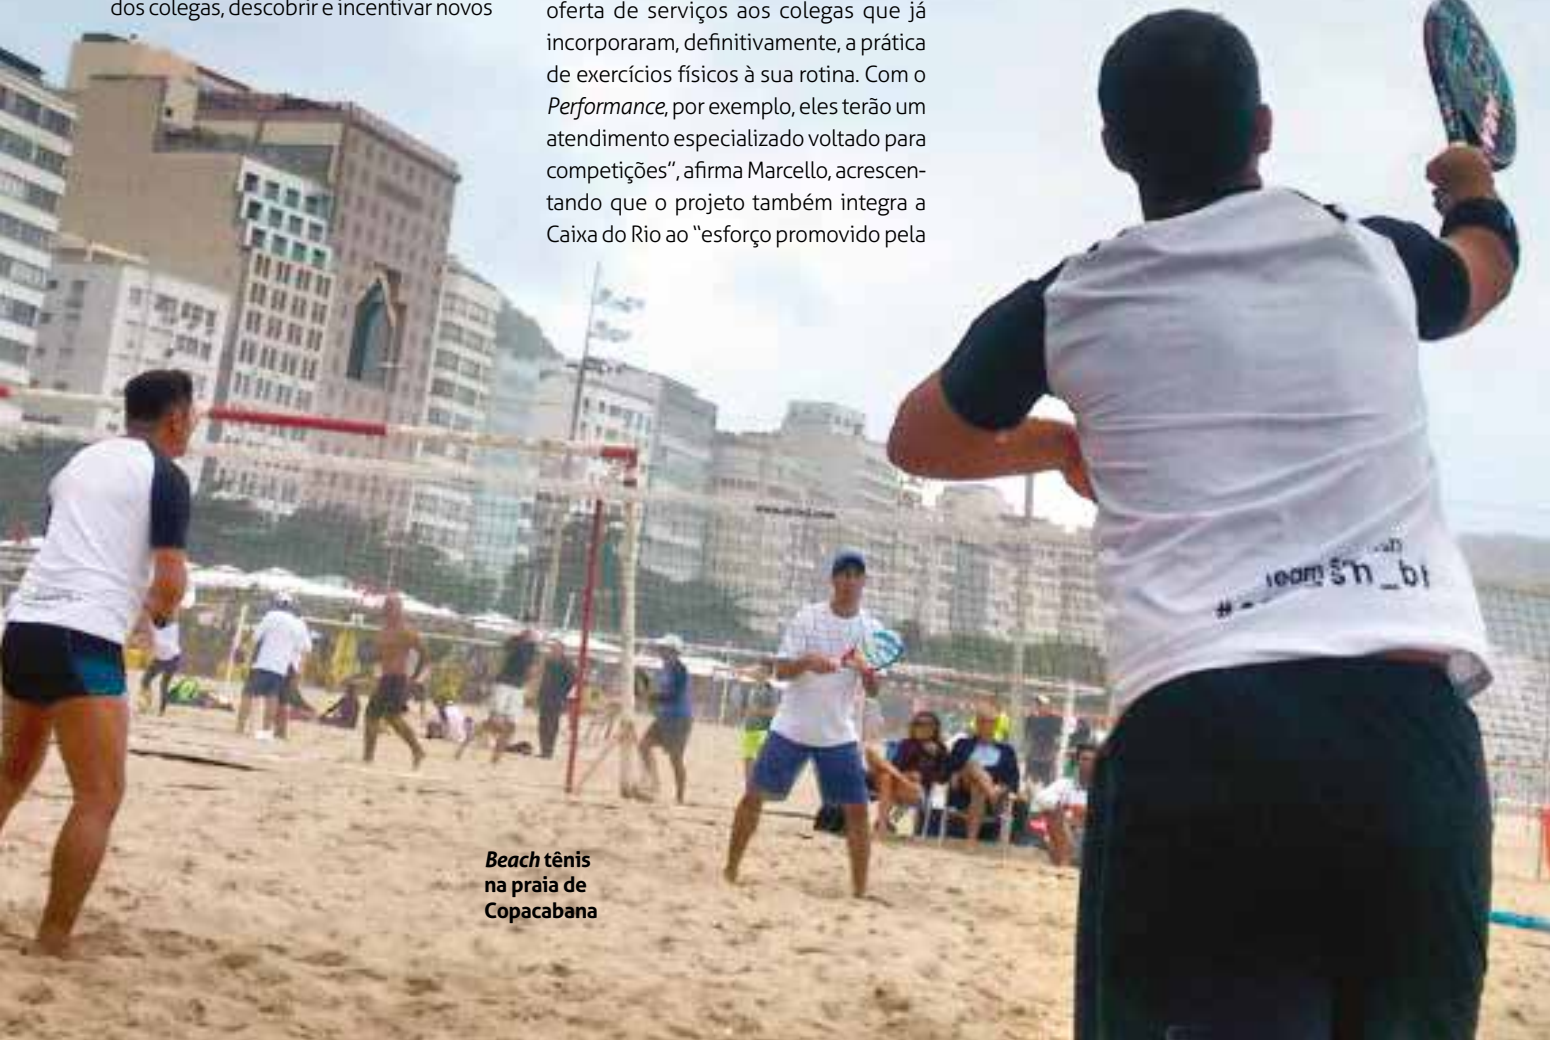 dos colegas, descobrir e incentivar novos
oferta de serviços aos colegas que já
incorporaram, definitivamente, a prática
de exercícios físicos à sua rotina. Com o
Performance, por exemplo, eles terão um
atendimento especializado voltado para
competições”, afirma Marcello, acrescen-
tando que o projeto também integra a
Caixa do Rio ao “esforço promovido pela
Beach tênis
na praia de
Copacabana